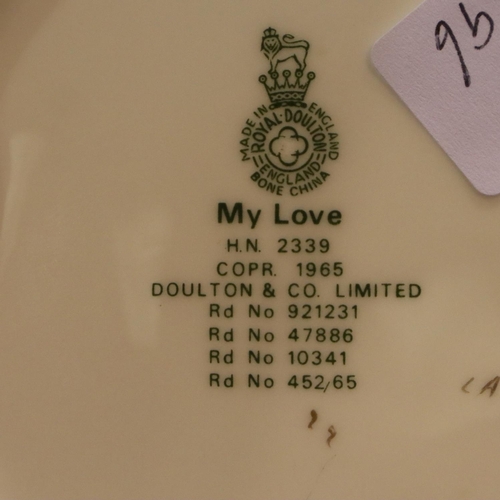 MADE IN ENGLAND
ROYAL·DOULTON
ENGLAND
BONE CHINA
My Love
H.N. 2339
COPR. 1965
DOULTON & CO. LIMITED
Rd No 921231
Rd No 47886
Rd No 10341
Rd No 452/65